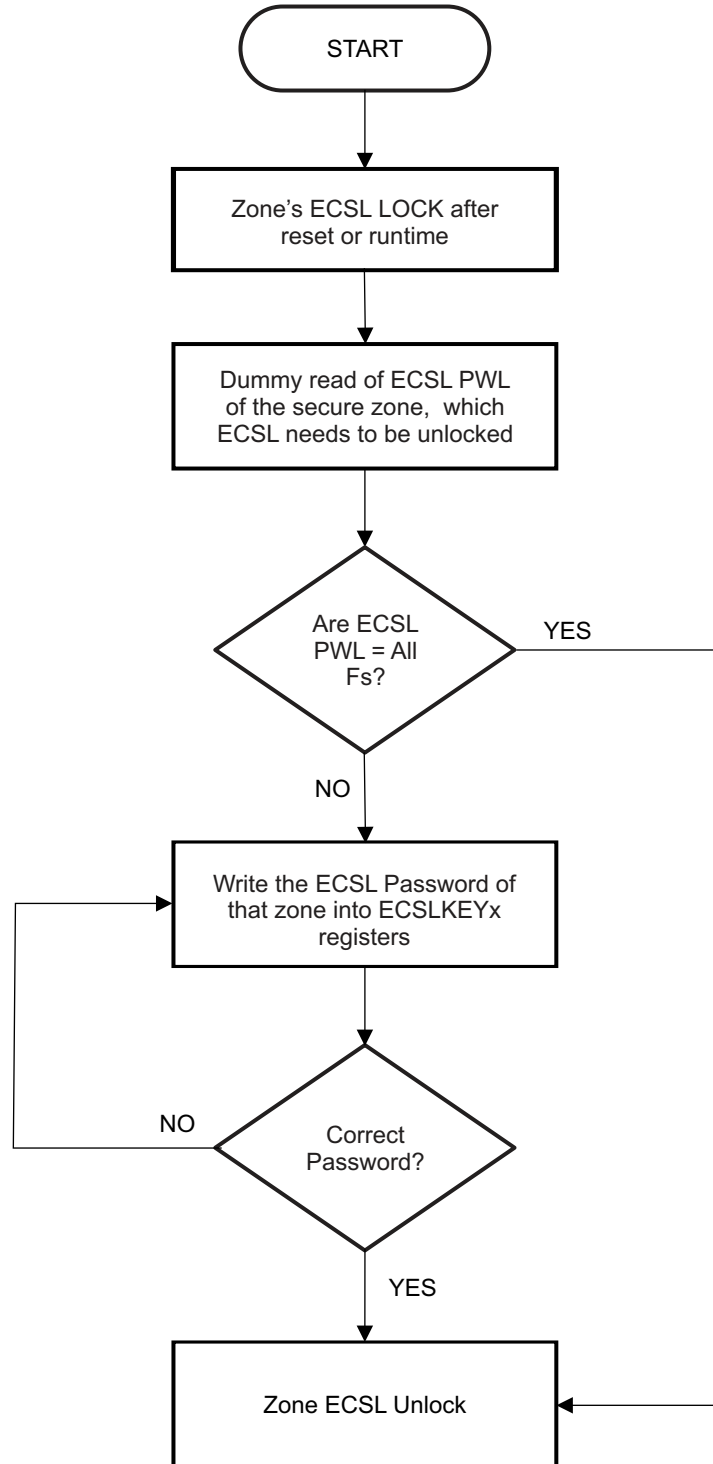 START
Zone's ECSL LOCK after
reset or runtime
Dummy read of ECSL PWL
of the secure zone, which
ECSL needs to be unlocked
Are ECSL
PWL = All
Fs?
YES
NO
Write the ECSL Password of
that zone into ECSLKEYx
registers
NO
Correct
Password?
YES
Zone ECSL Unlock